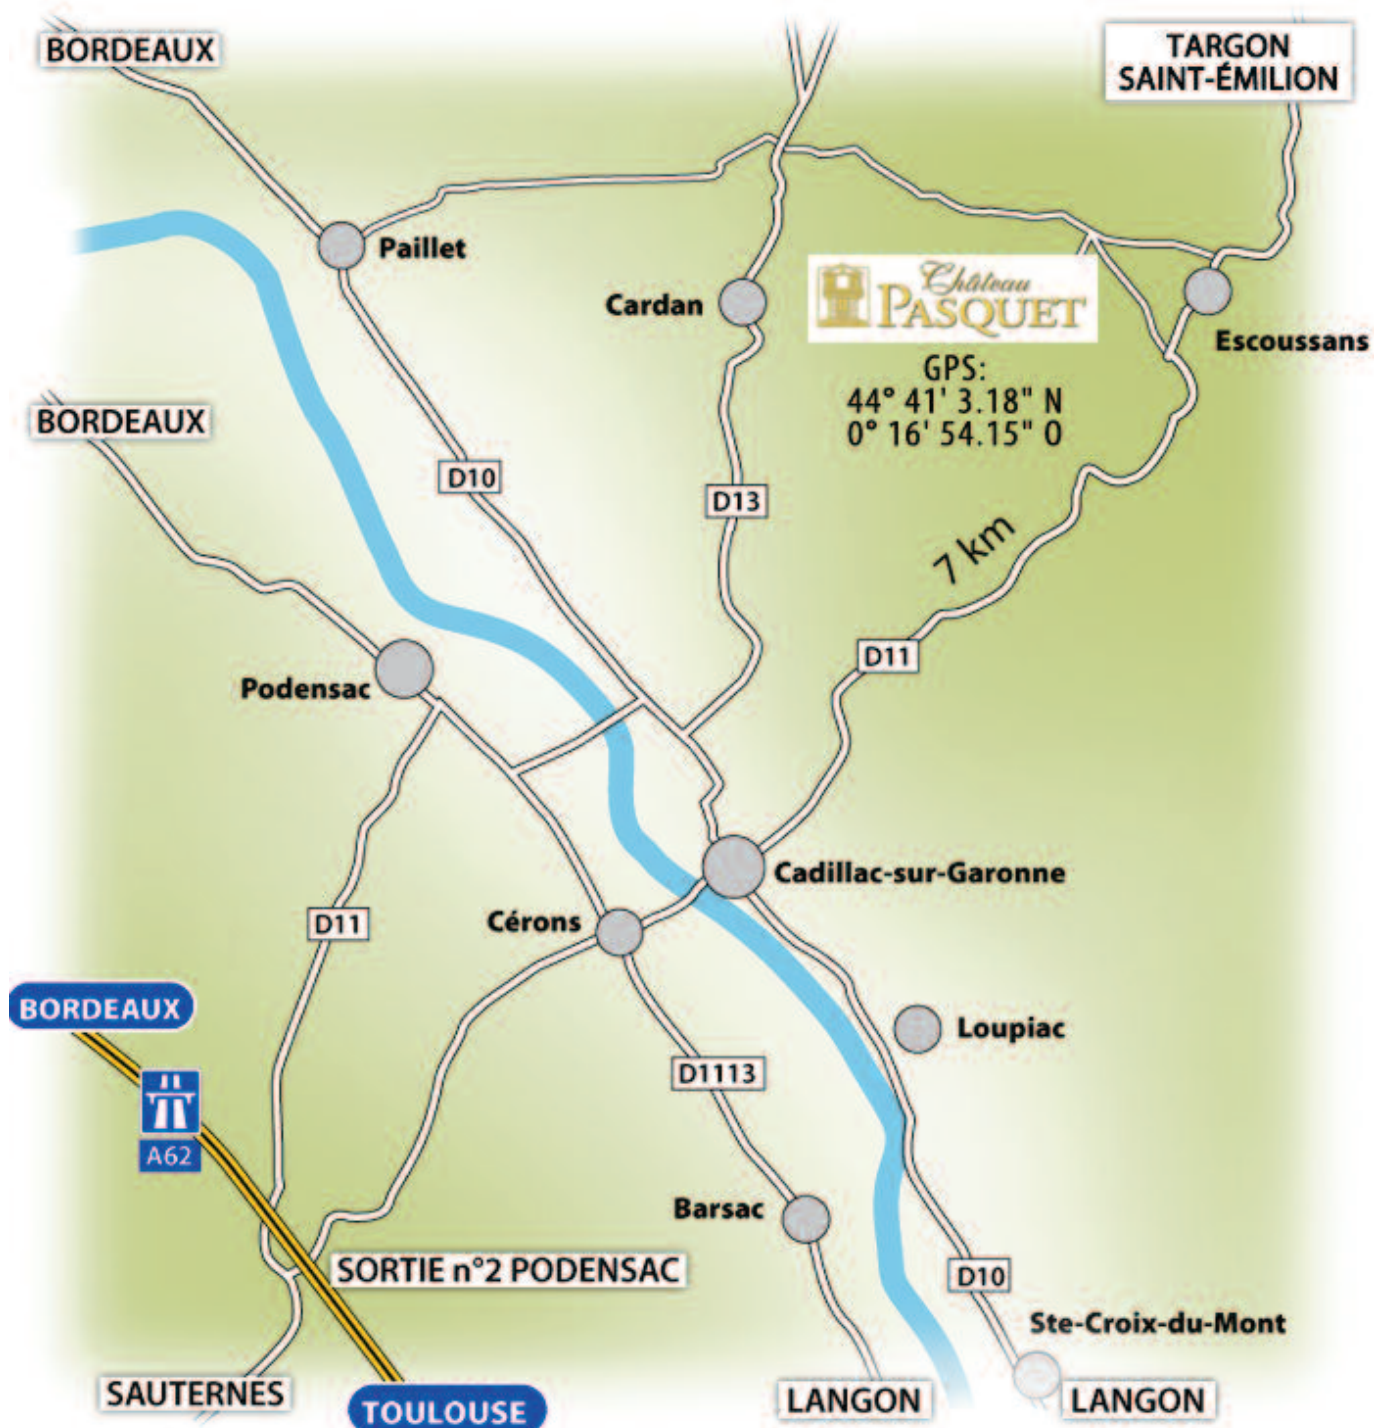 BORDEAUX
TARGON
SAINT-ÉMILION
Paillet
Château
PASQUET
Cardan
Escoussans
GPS:
44° 41' 3.18" N
0° 16' 54.15" O
BORDEAUX
D10
D13
7 km
D11
Podensac
Cadillac-sur-Garonne
D11
Cérons
BORDEAUX
Loupiac
D1113
A62
Barsac
SORTIE n°2 PODENSAC
D10
Ste-Croix-du-Mont
SAUTERNES
LANGON
LANGON
TOULOUSE